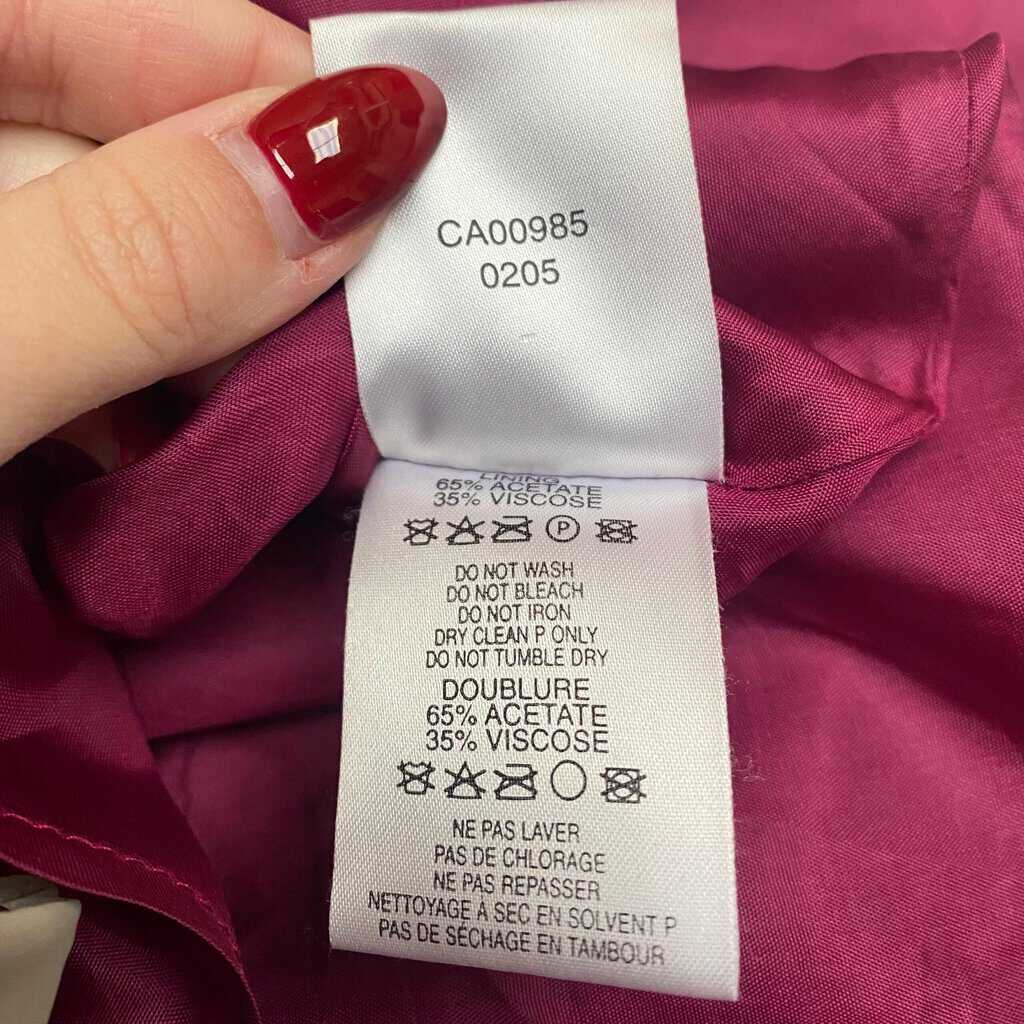 CA00985
0205
LINING
65% ACETATE
35% VISCOSE
P
DO NOT WASH
DO NOT BLEACH
DO NOT IRON
DRY CLEAN P ONLY
DO NOT TUMBLE DRY
DOUBLURE
65% ACETATE
35% VISCOSE
NE PAS LAVER
PAS DE CHLORAGE
NE PAS REPASSER
NETTOYAGE A SEC EN SOLVENT P
PAS DE SÉCHAGE EN TAMBOUR